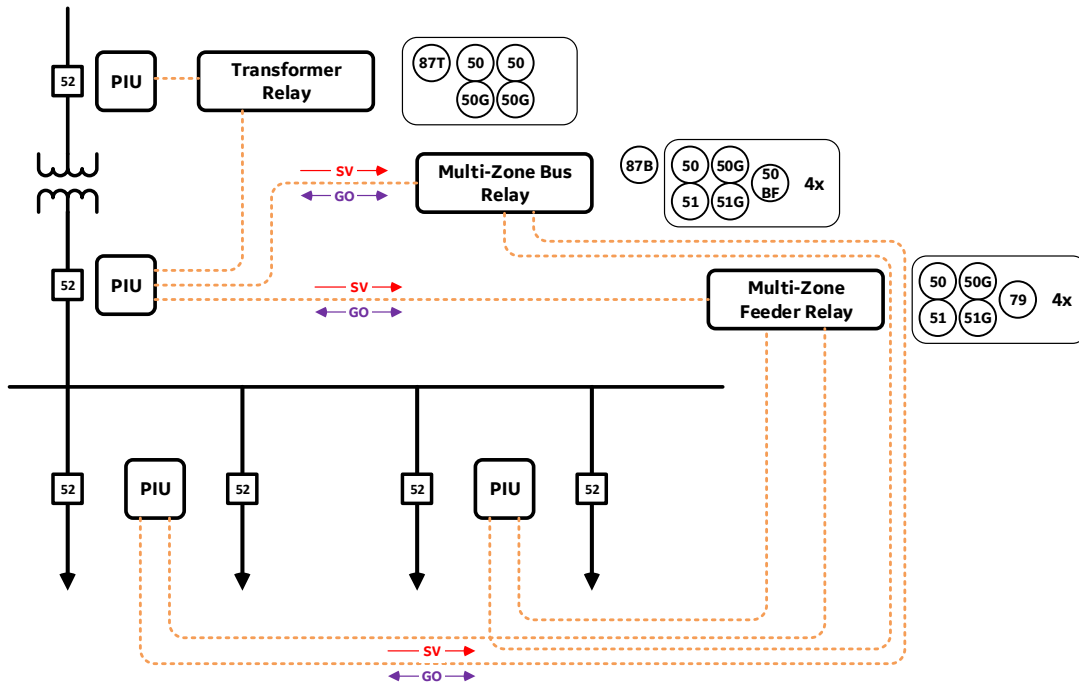 52
PIU
Transformer
Relay
87T
50
50
50G
50G
SV
GO
Multi-Zone Bus
Relay
87B
50
50G
51
51G
50
BF
4x
52
PIU
SV
GO
Multi-Zone
Feeder Relay
50
50G
51
51G
79
4x
52
PIU
52
52
PIU
52
SV
GO